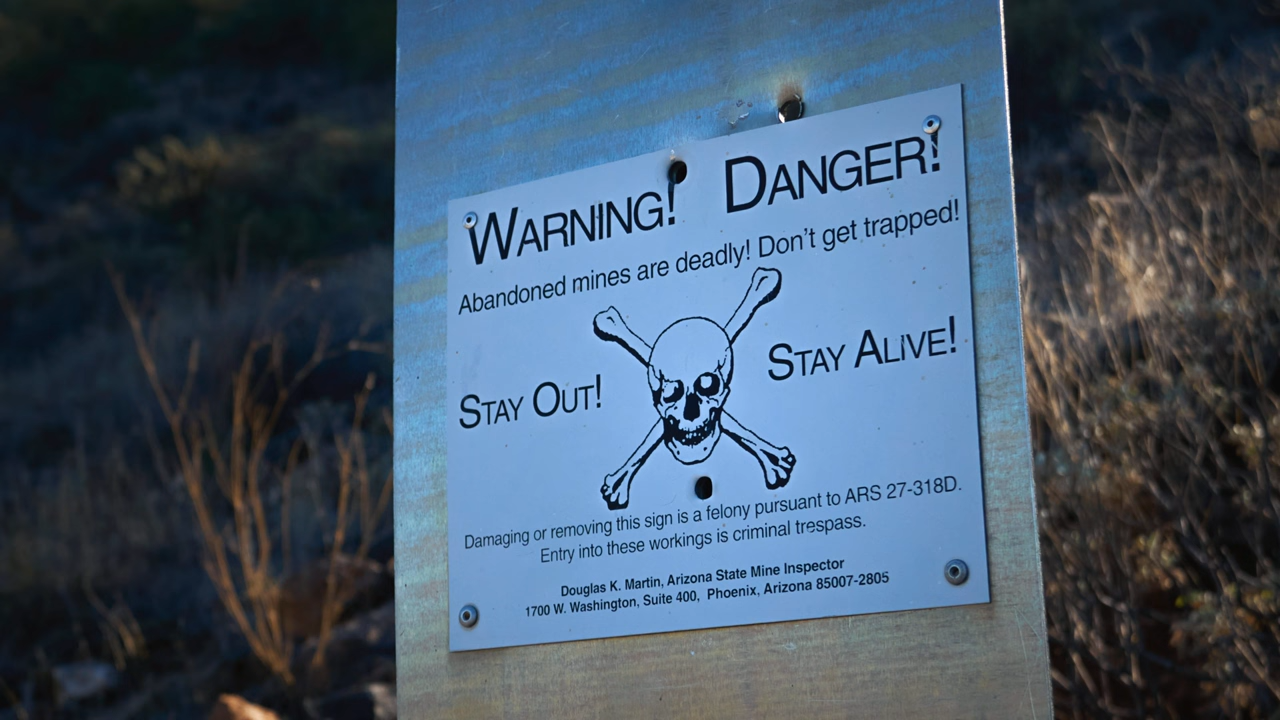 WARNING! DANGER!
Abandoned mines are deadly! Don't get trapped!
STAY OUT! STAY ALIVE!
Damaging or removing this sign is a felony pursuant to ARS 27-318D.
Entry into these workings is criminal trespass.
Douglas K. Martin, Arizona State Mine Inspector
1700 W. Washington, Suite 400, Phoenix, Arizona 85007-2805